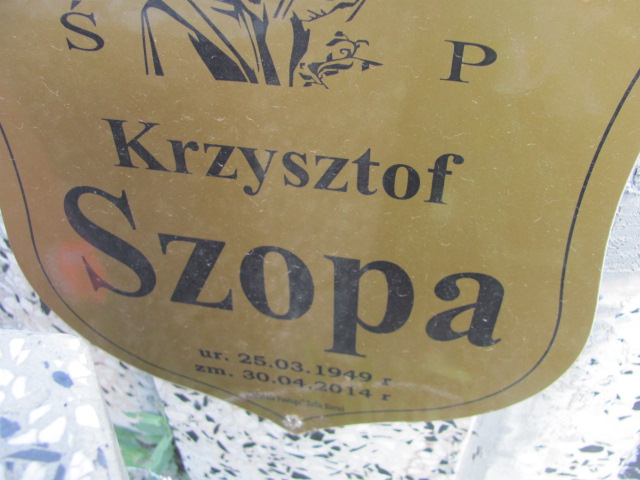 Ś P
Krzysztof
Szopa
ur. 25.03.1949 r
zm. 30.04.2014 r